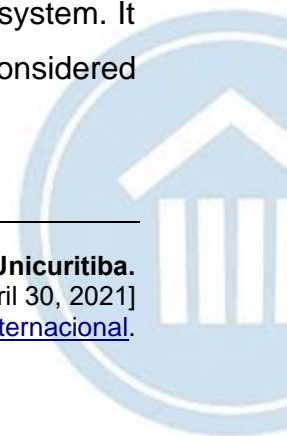 system. It
onsidered
Unicuritiba.
ril 30, 2021]
ternacional.